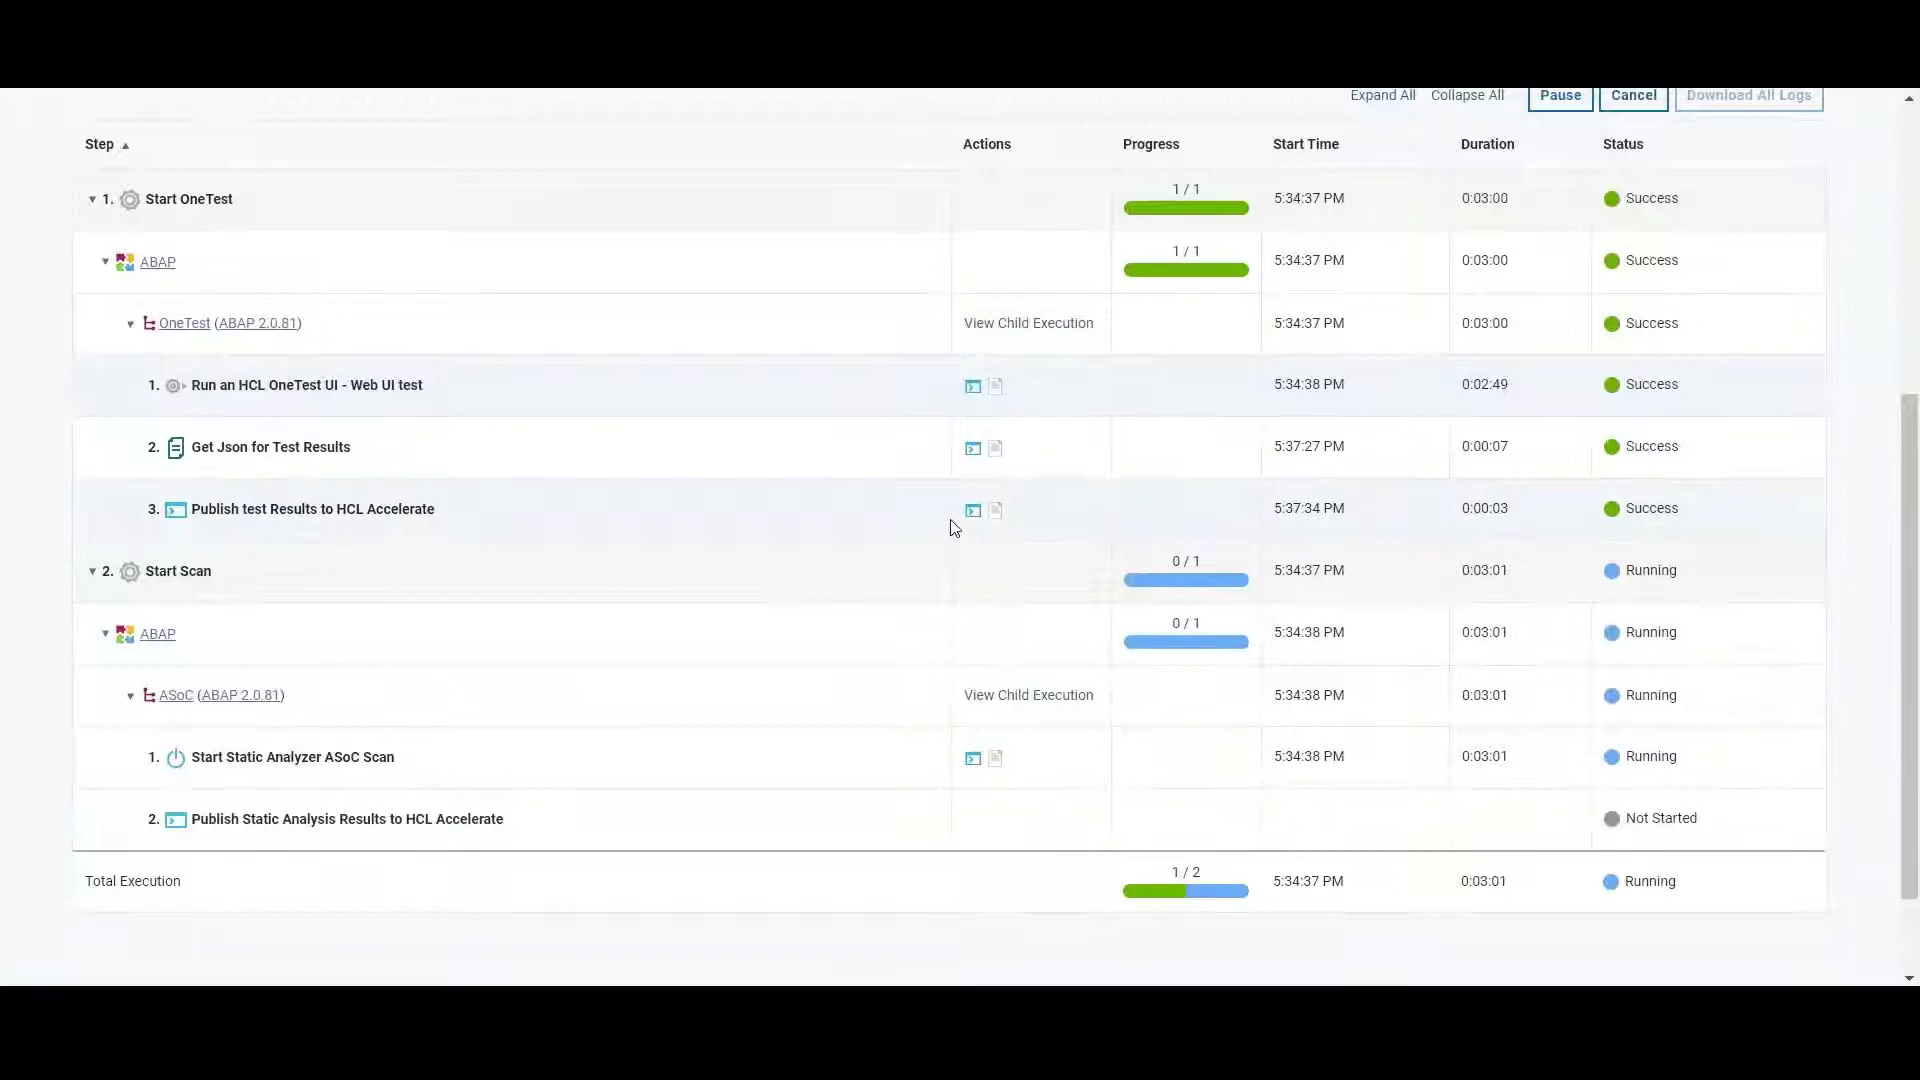 Expand All Collapse All Pause Cancel Download All Logs
Step Actions Progress Start Time Duration Status
1. Start OneTest 1 / 1 5:34:37 PM 0:03:00 Success
ABAP 1 / 1 5:34:37 PM 0:03:00 Success
OneTest (ABAP 2.0.81) View Child Execution 5:34:37 PM 0:03:00 Success
1. Run an HCL OneTest UI - Web UI test 5:34:38 PM 0:02:49 Success
2. Get Json for Test Results 5:37:27 PM 0:00:07 Success
3. Publish test Results to HCL Accelerate 5:37:34 PM 0:00:03 Success
2. Start Scan 0 / 1 5:34:37 PM 0:03:01 Running
ABAP 0 / 1 5:34:38 PM 0:03:01 Running
ASoC (ABAP 2.0.81) View Child Execution 5:34:38 PM 0:03:01 Running
1. Start Static Analyzer ASoC Scan 5:34:38 PM 0:03:01 Running
2. Publish Static Analysis Results to HCL Accelerate Not Started
Total Execution 1 / 2 5:34:37 PM 0:03:01 Running